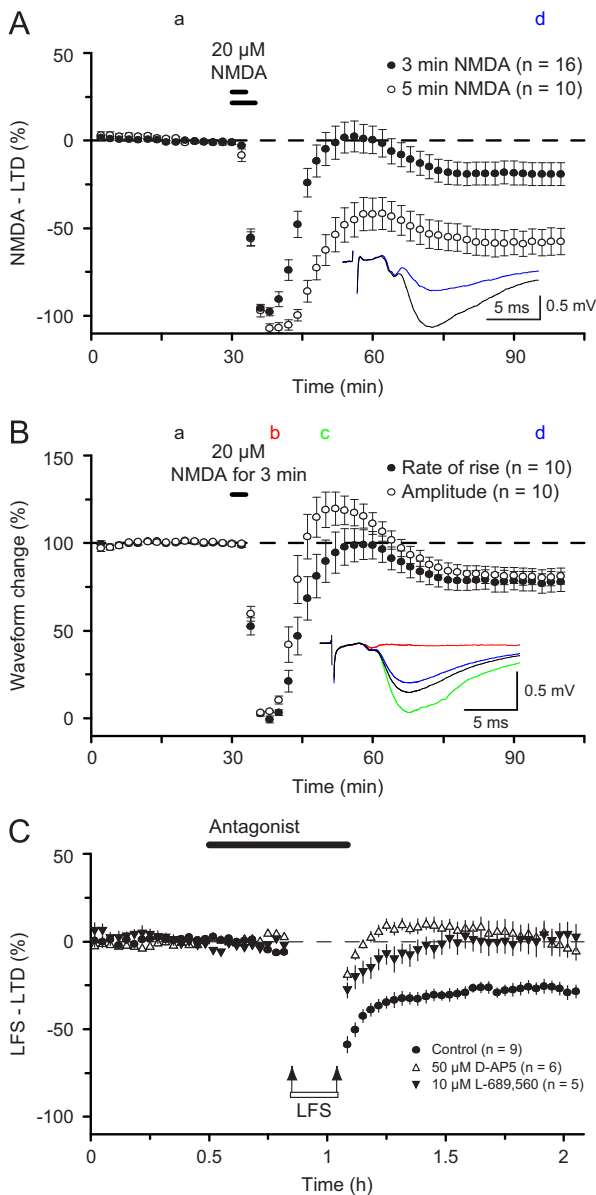 A
a
d
20 µM
NMDA
3 min NMDA (n = 16)
5 min NMDA (n = 10)
50
0
-50
-100
NMDA - LTD (%)
5 ms
0.5 mV
0
30
60
90
Time (min)
B
a
b
c
d
20 µM
NMDA for 3 min
Rate of rise (n = 10)
Amplitude (n = 10)
150
100
50
0
Waveform change (%)
0.5 mV
5 ms
0
30
60
90
Time (min)
C
Antagonist
50
0
-50
-100
LFS - LTD (%)
Control (n = 9)
50 µM D-AP5 (n = 6)
10 µM L-689,560 (n = 5)
LFS
0
0.5
1
1.5
2
Time (h)